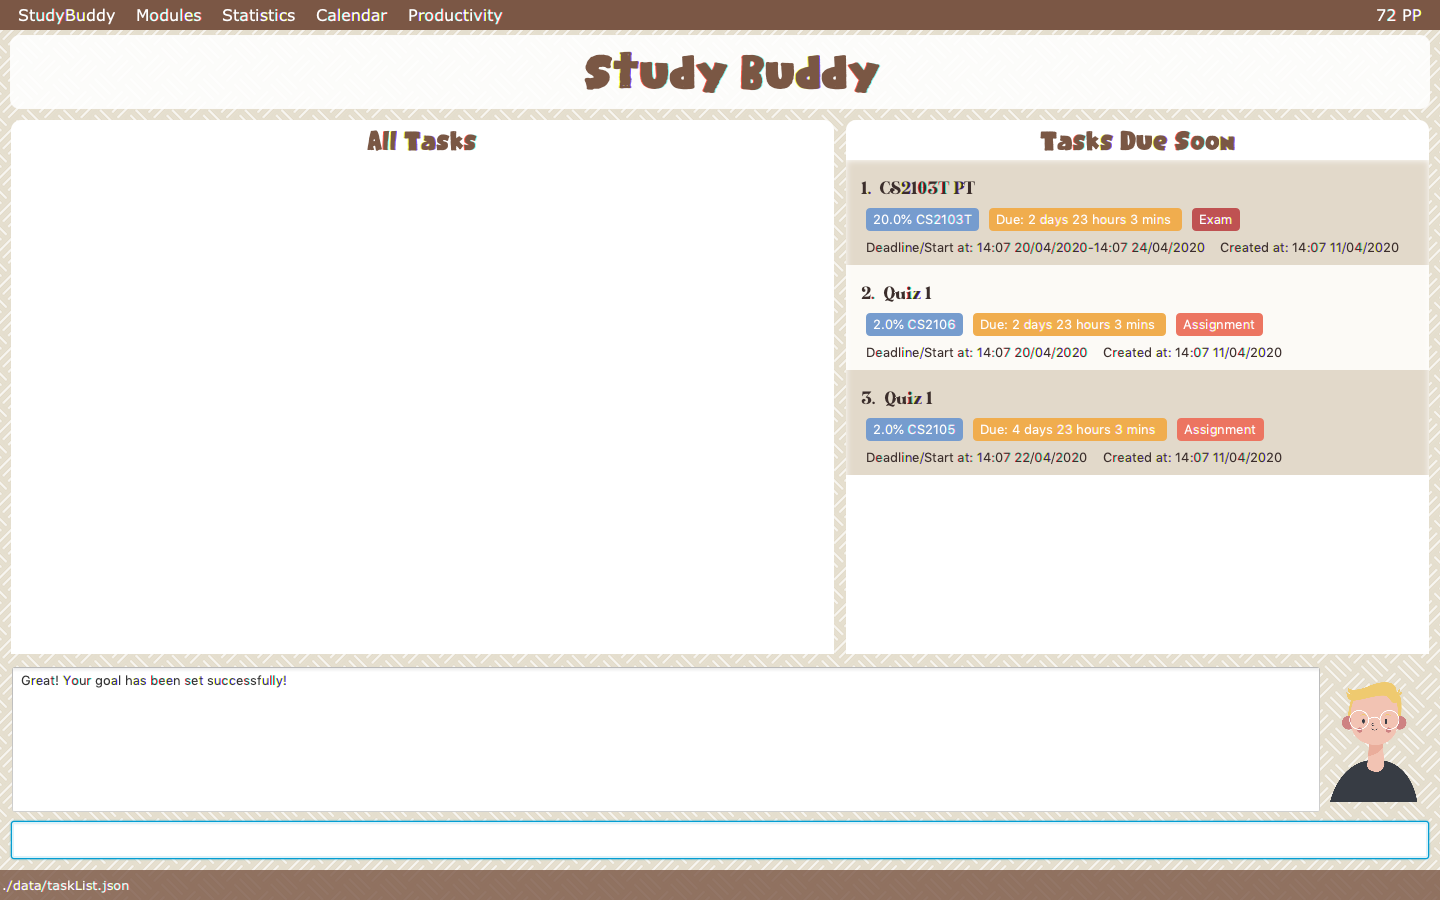 StudyBuddy Modules Statistics Calendar Productivity 72 PP
Study Buddy
All Tasks
Tasks Due Soon
1. CS2103T PT
20.0% CS2103T Due: 2 days 23 hours 3 mins Exam
Deadline/Start at: 14:07 20/04/2020-14:07 24/04/2020 Created at: 14:07 11/04/2020
2. Quiz 1
2.0% CS2106 Due: 2 days 23 hours 3 mins Assignment
Deadline/Start at: 14:07 20/04/2020 Created at: 14:07 11/04/2020
3. Quiz 1
2.0% CS2105 Due: 4 days 23 hours 3 mins Assignment
Deadline/Start at: 14:07 22/04/2020 Created at: 14:07 11/04/2020
Great! Your goal has been set successfully!
./data/taskList.json